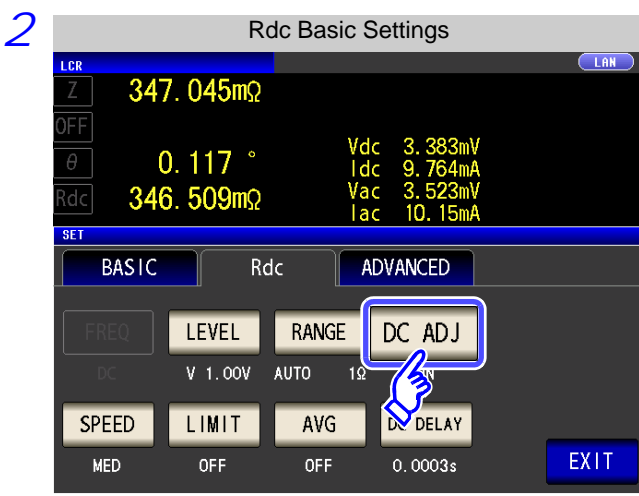 2
Rdc Basic Settings
LCR
LAN
Z 347.045mΩ
OFF
Vdc 3.383mV
θ 0.117 °
Idc 9.764mA
Vac 3.523mV
Rdc 346.509mΩ
Iac 10.15mA
SET
BASIC Rdc ADVANCED
FREQ LEVEL RANGE DC ADJ
DC V 1.00V AUTO 1Ω
SPEED LIMIT AVG DELAY
MED OFF OFF 0.0003s
EXIT